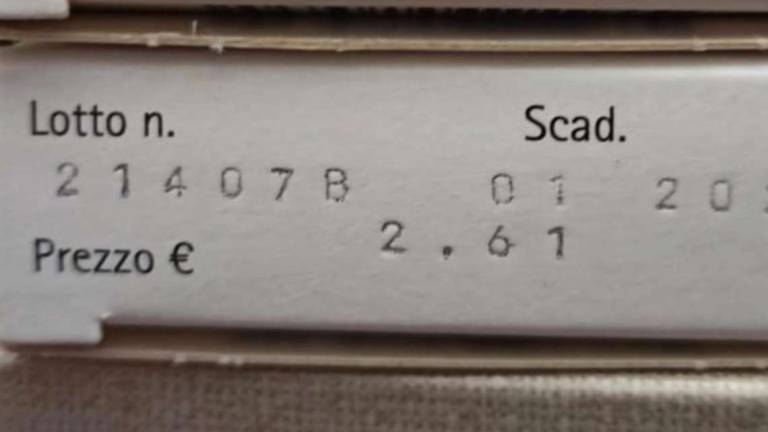 Lotto n. Scad.
21407B 01 20
Prezzo € 2.61